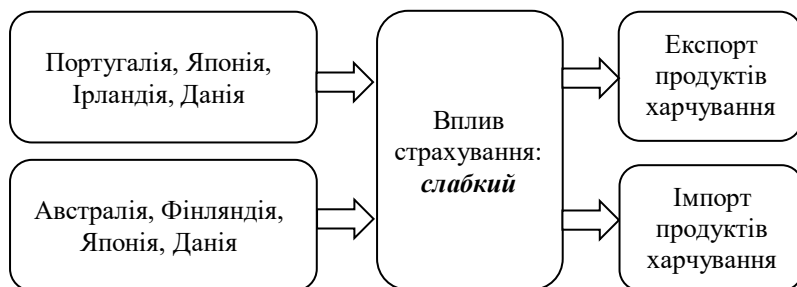 Португалія, Японія,
Ірландія, Данія
Австралія, Фінляндія,
Японія, Данія
Вплив
страхування:
слабкий
Експорт
продуктів
харчування
Імпорт
продуктів
харчування